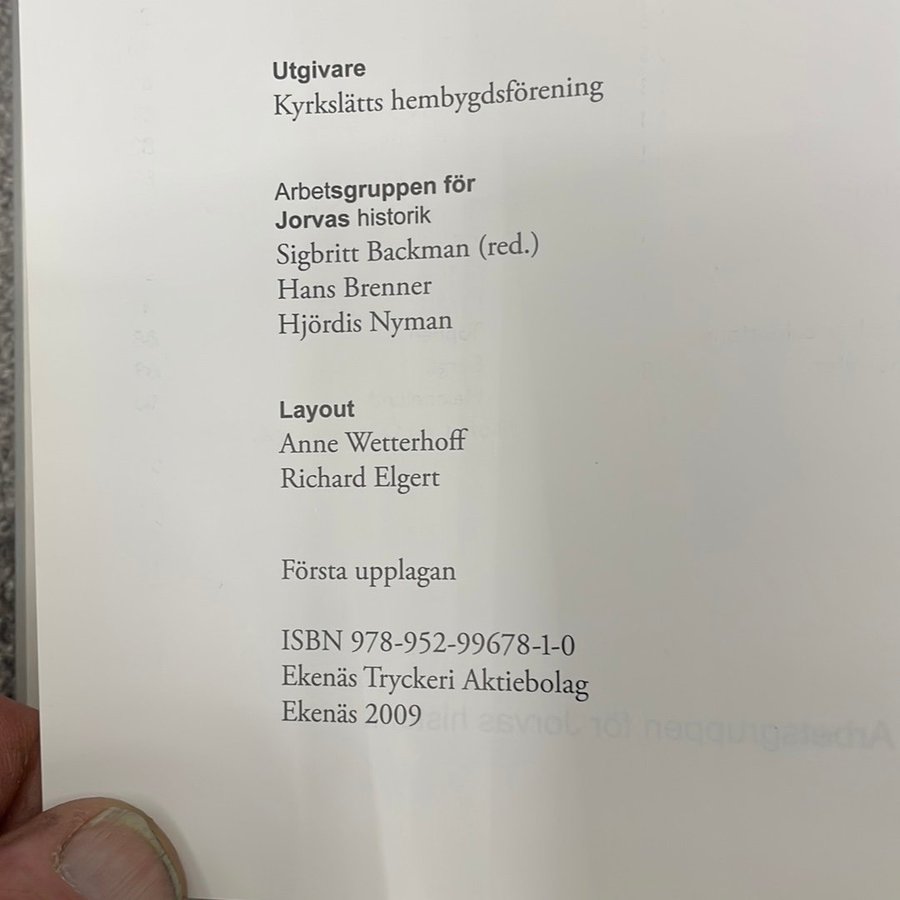 Utgivare
Kyrkslätts hembygdsförening
Arbetsgruppen för
Jorvas historik
Sigbritt Backman (red.)
Hans Brenner
Hjördis Nyman
Layout
Anne Wetterhoff
Richard Elgert
Första upplagan
ISBN 978-952-99678-1-0
Ekenäs Tryckeri Aktiebolag
Ekenäs 2009